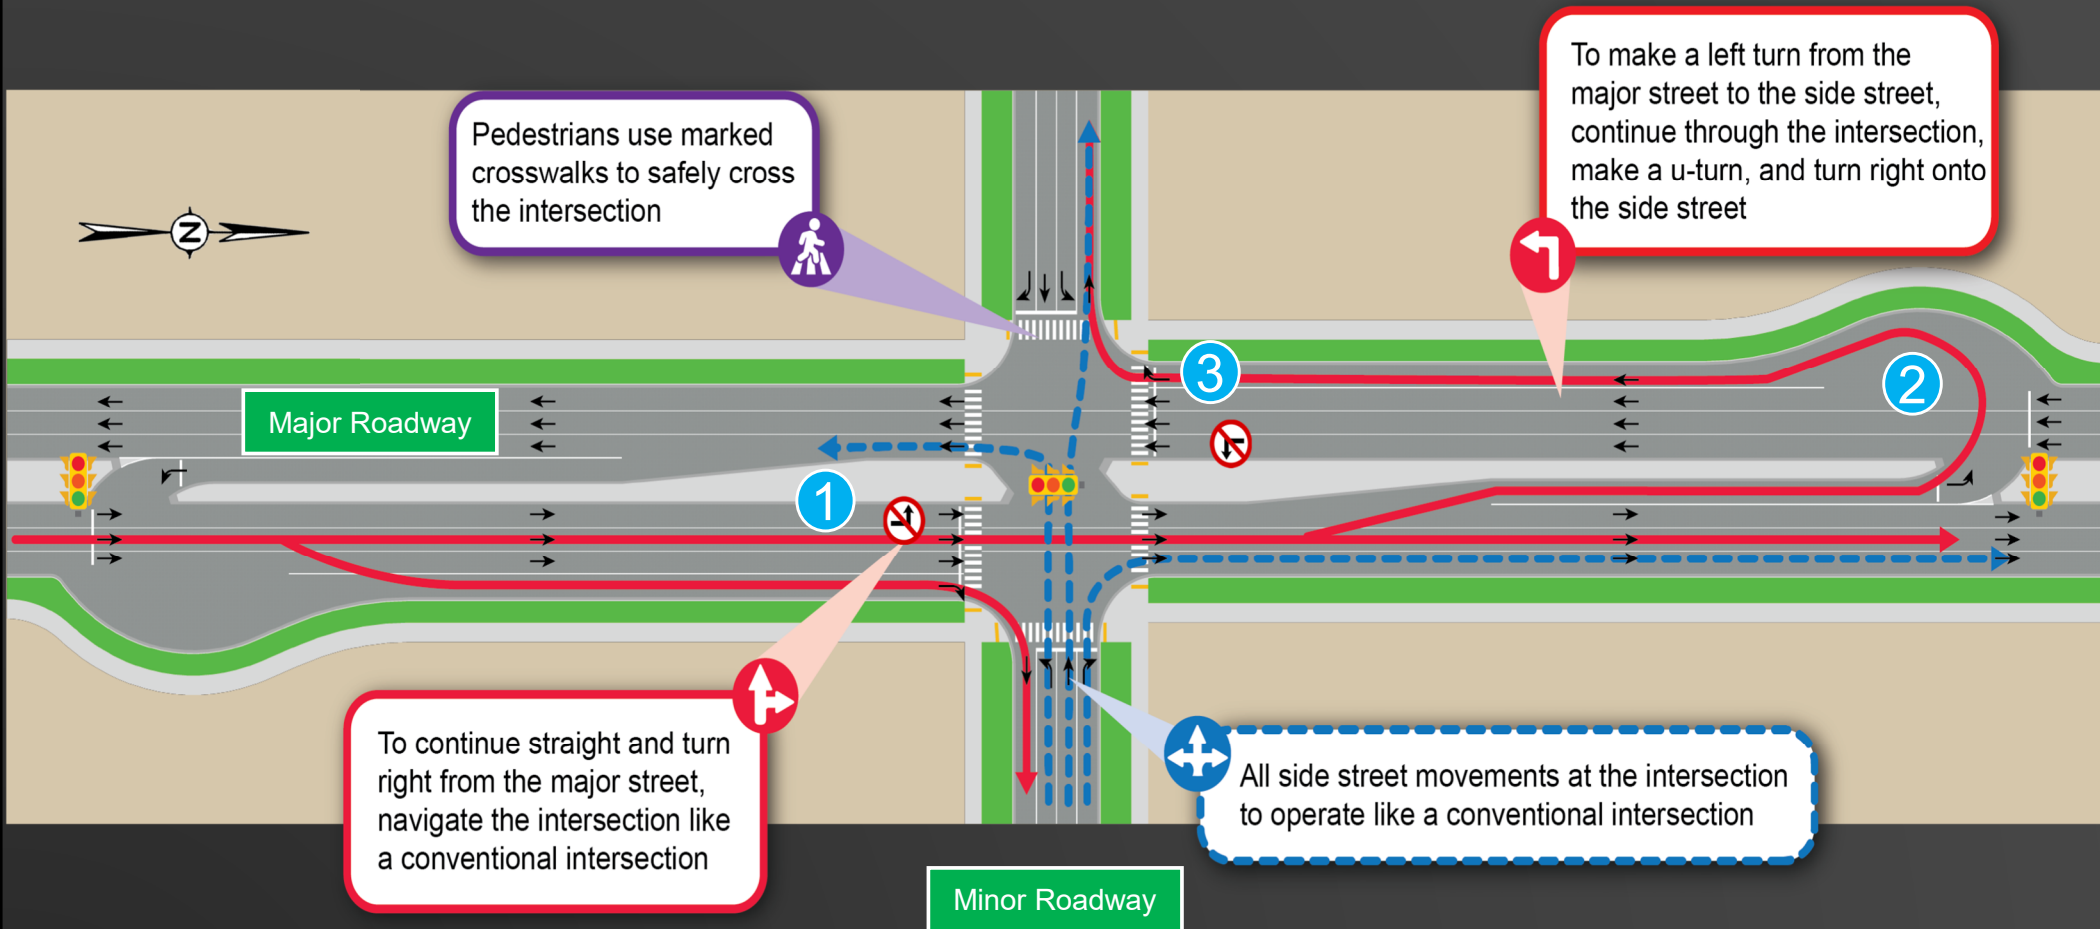 To make a left turn from the
major street to the side street,
continue through the intersection,
make a u-turn, and turn right onto
the side street
Pedestrians use marked
crosswalks to safely cross
the intersection
N
3
2
Major Roadway
1
To continue straight and turn
right from the major street,
navigate the intersection like
a conventional intersection
All side street movements at the intersection
to operate like a conventional intersection
Minor Roadway